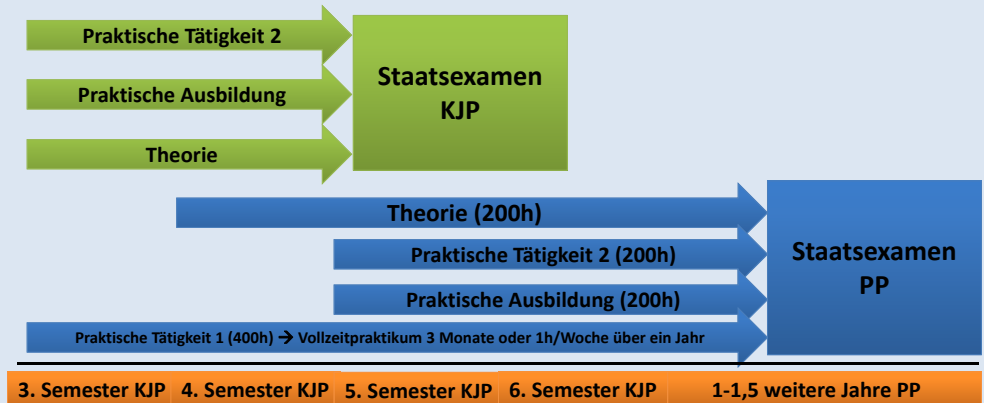 Praktische Tätigkeit 2
Praktische Ausbildung
Theorie
Staatsexamen
KJP
Theorie (200h)
Praktische Tätigkeit 2 (200h)
Praktische Ausbildung (200h)
Praktische Tätigkeit 1 (400h) → Vollzeitpraktikum 3 Monate oder 1h/Woche über ein Jahr
Staatsexamen
PP
3. Semester KJP
4. Semester KJP
5. Semester KJP
6. Semester KJP
1-1,5 weitere Jahre PP